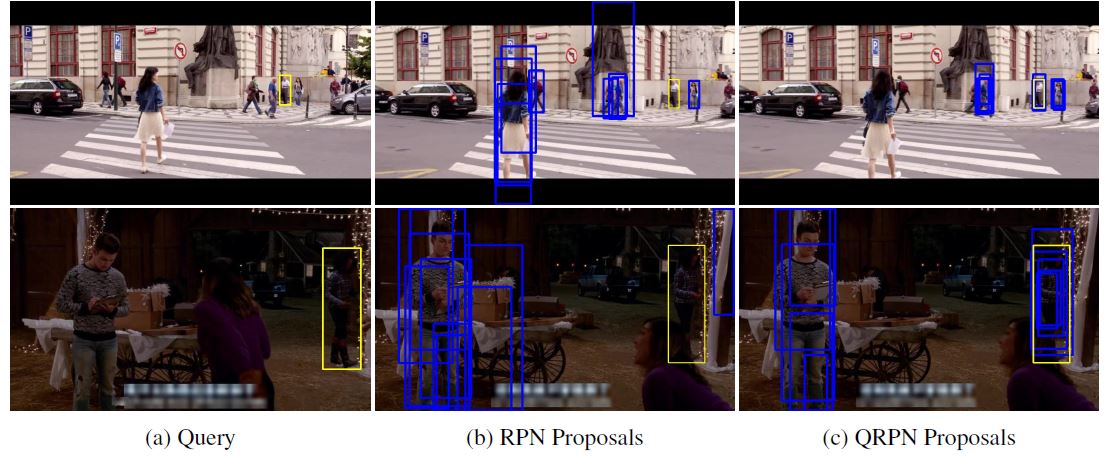 P
P
P
(a) Query
(b) RPN Proposals
(c) QRPN Proposals